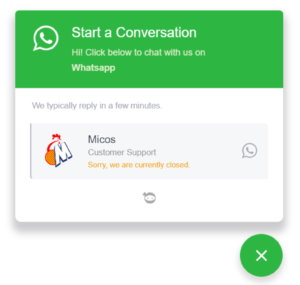 Start a Conversation
Hi! Click below to chat with us on
Whatsapp
We typically reply in a few minutes.
M
Micos
Customer Support
Sorry, we are currently closed.